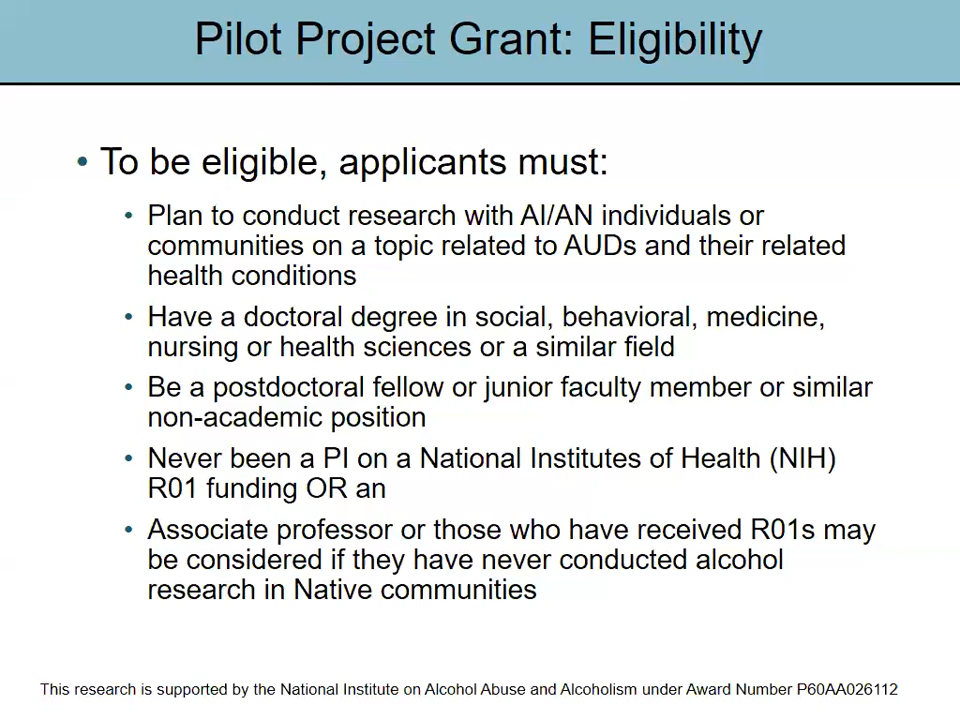 Pilot Project Grant: Eligibility
• To be eligible, applicants must:
• Plan to conduct research with AI/AN individuals or
communities on a topic related to AUDs and their related
health conditions
• Have a doctoral degree in social, behavioral, medicine,
nursing or health sciences or a similar field
• Be a postdoctoral fellow or junior faculty member or similar
non-academic position
• Never been a PI on a National Institutes of Health (NIH)
R01 funding OR an
• Associate professor or those who have received R01s may
be considered if they have never conducted alcohol
research in Native communities
This research is supported by the National Institute on Alcohol Abuse and Alcoholism under Award Number P60AA026112